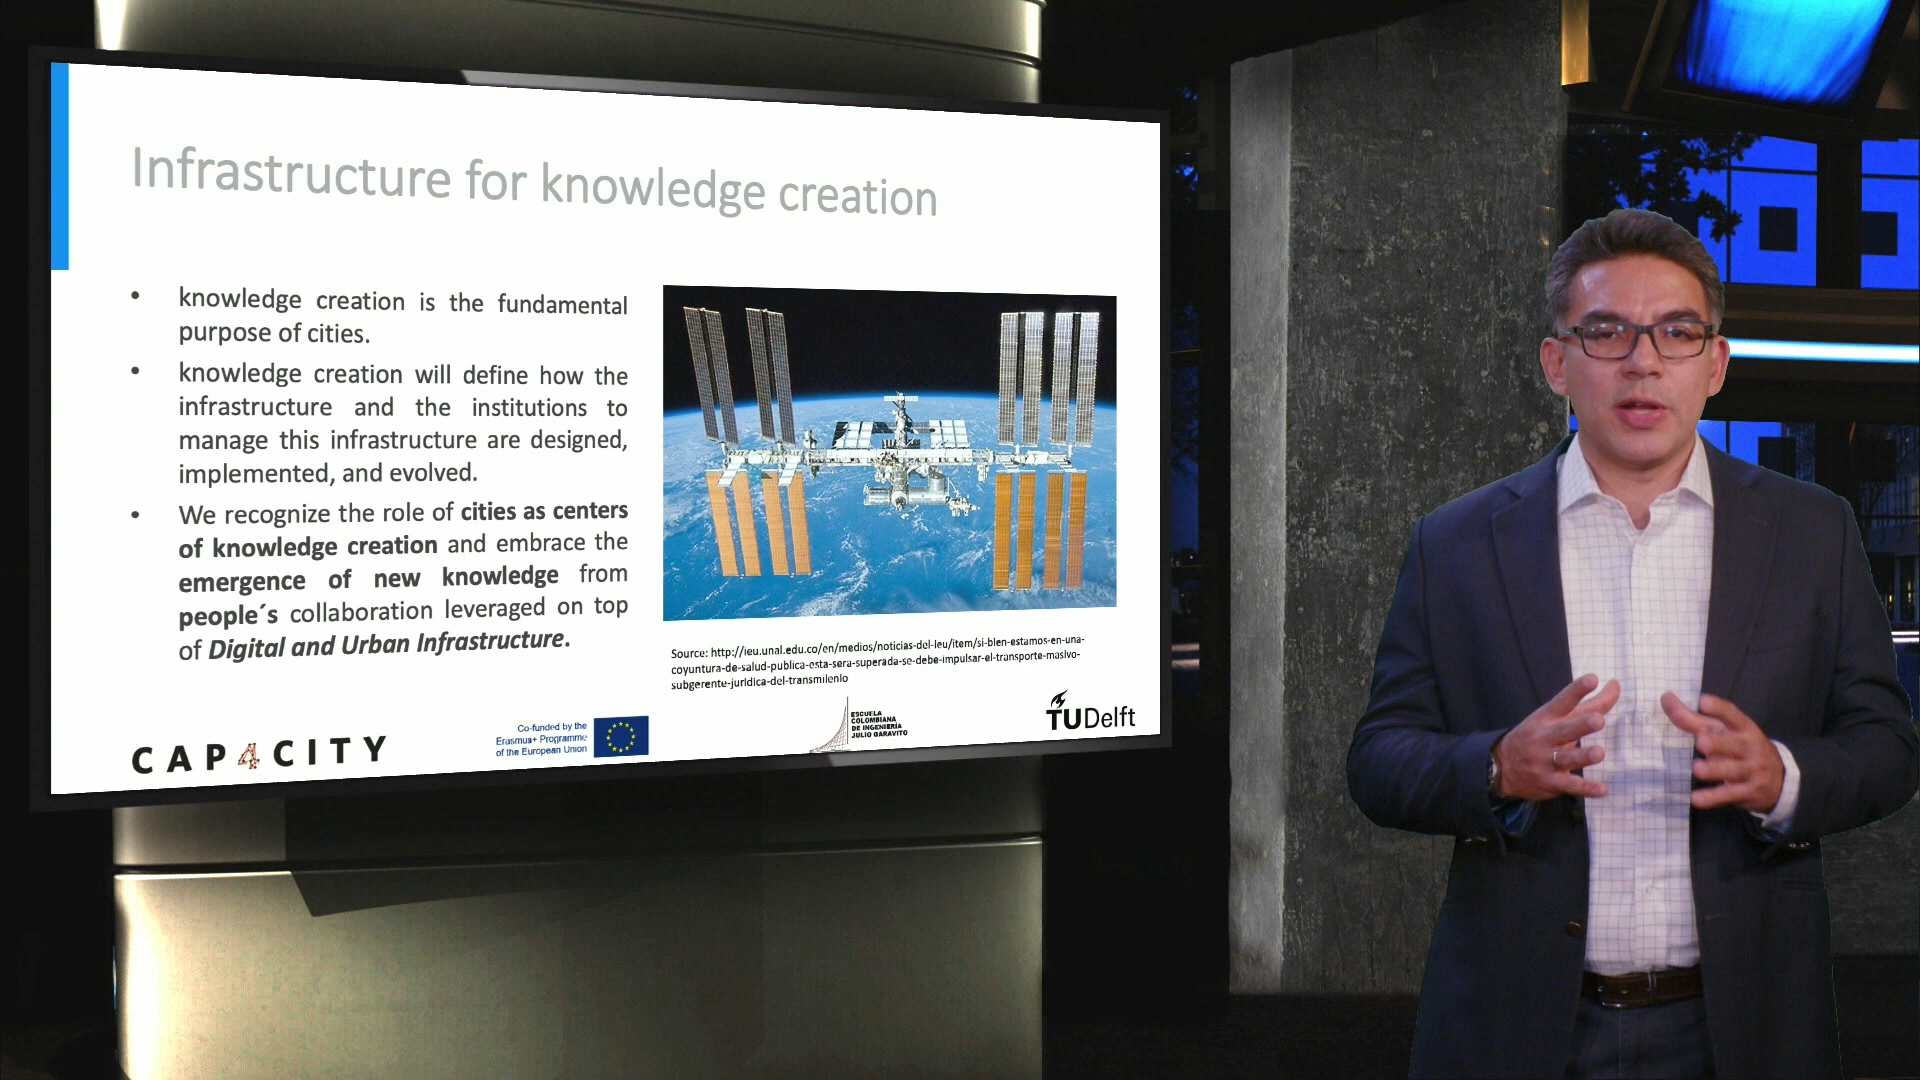 Infrastructure for knowledge creation
• knowledge creation is the fundamental
purpose of cities.
• knowledge creation will define how the
infrastructure and the institutions to
manage this infrastructure are designed,
implemented, and evolved.
• We recognize the role of cities as centers
of knowledge creation and embrace the
emergence of new knowledge from
people´s collaboration leveraged on top
of Digital and Urban Infrastructure.
Source: http://ieu.unal.edu.co/en/medios/noticias-del-ieu/item/si-bien-estamos-en-una-
coyuntura-de-salud-publica-esta-sera-superada-se-debe-impulsar-el-transporte-masivo-
subgerente-juridica-del-transmilenio
CAP4CITY
Co-funded by the
Erasmus+ Programme
of the European Union
ESCUELA
COLOMBIANA
DE INGENIERÍA
JULIO GARAVITO
TUDelft